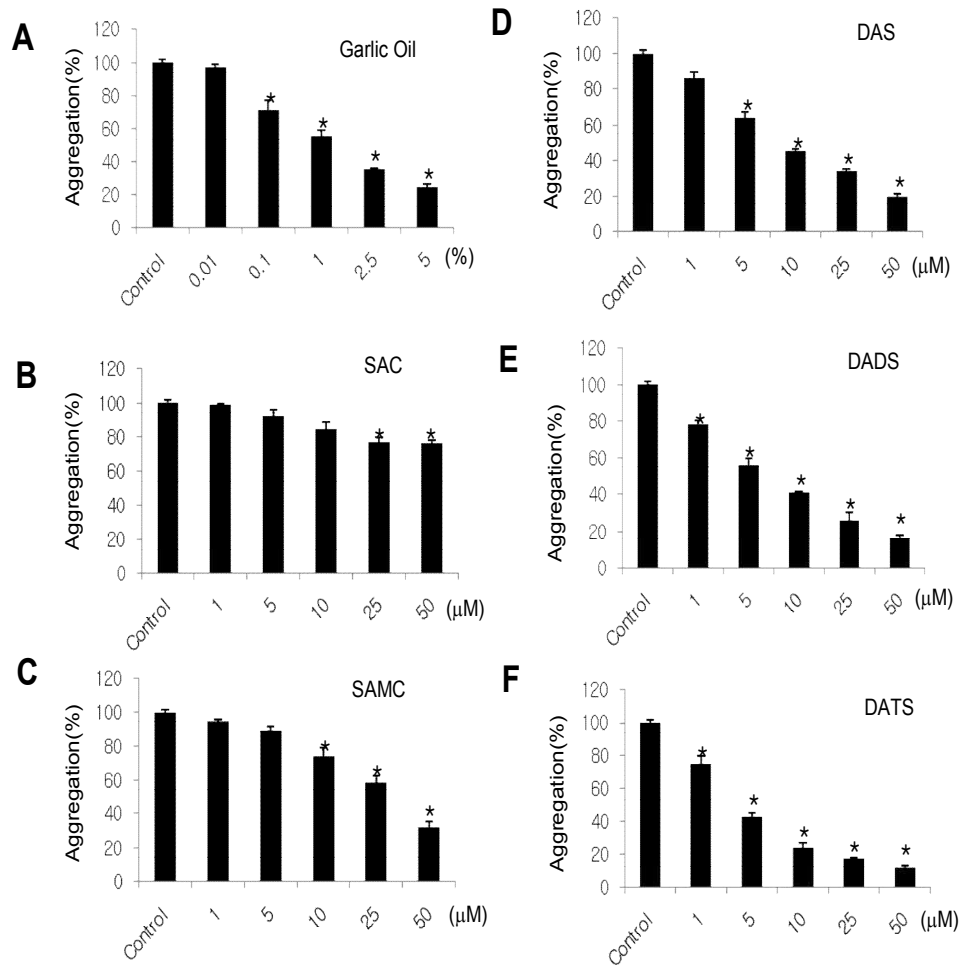 A
Garlic Oil
Aggregation(%)
120
100
80
60
40
20
0
Control 0.01 0.1 1 2.5 5 (%)
* * * *
B
SAC
Aggregation(%)
120
100
80
60
40
20
0
Control 1 5 10 25 50 (μM)
* *
C
SAMC
Aggregation(%)
120
100
80
60
40
20
0
Control 1 5 10 25 50 (μM)
* * *
D
DAS
Aggregation(%)
120
100
80
60
40
20
0
Control 1 5 10 25 50 (μM)
* * * *
E
DADS
Aggregation(%)
120
100
80
60
40
20
0
Control 1 5 10 25 50 (μM)
* * * * *
F
DATS
Aggregation(%)
120
100
80
60
40
20
0
Control 1 5 10 25 50 (μM)
* * * * *